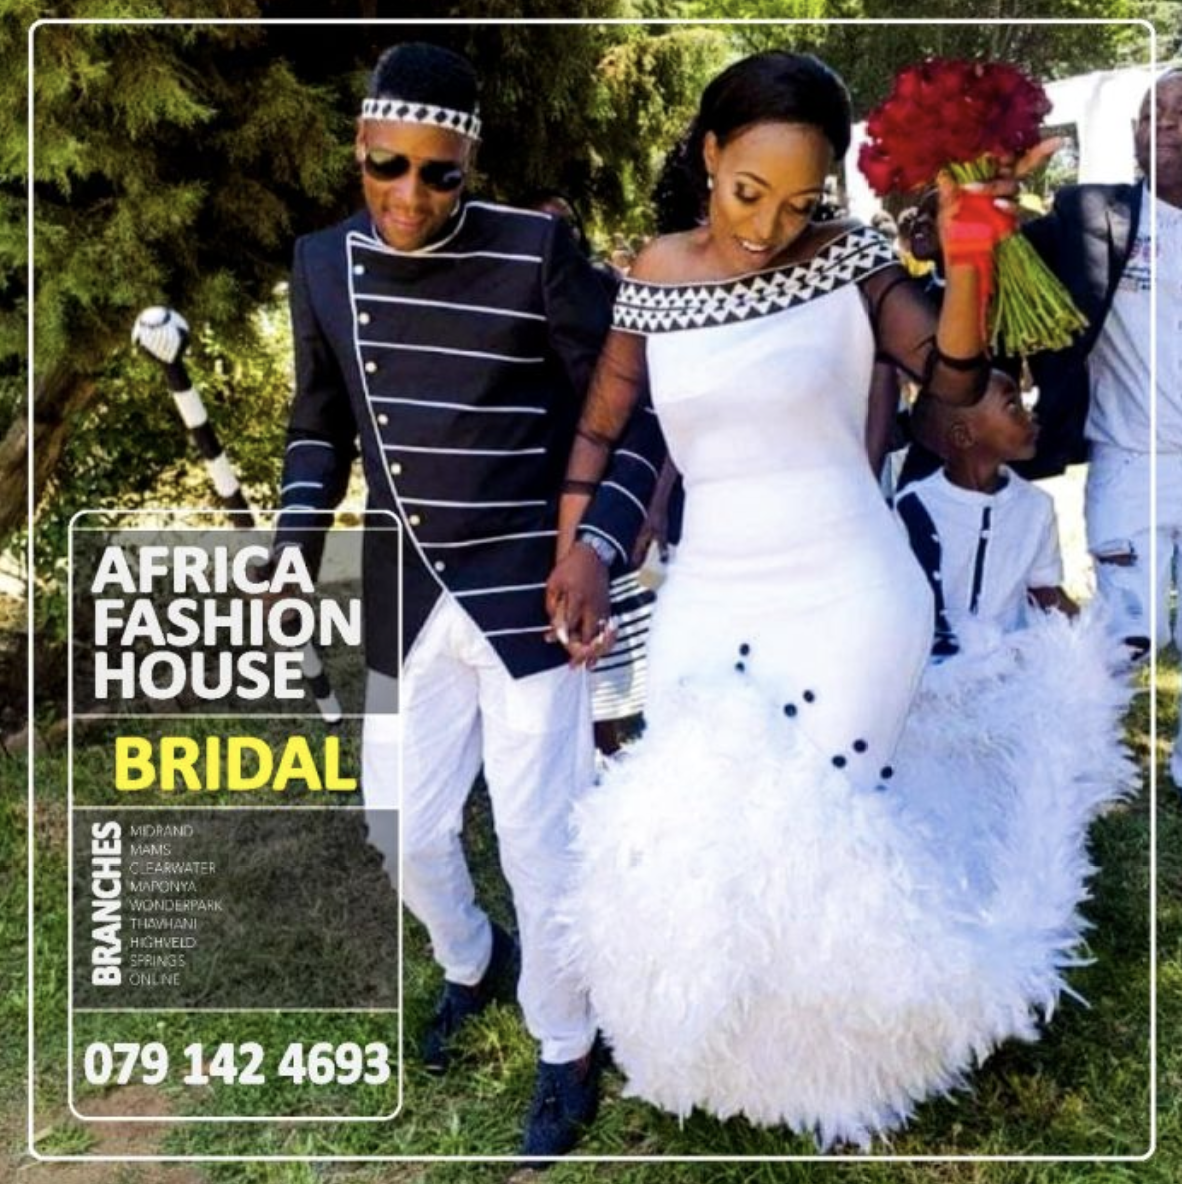 AFRICA
FASHION
HOUSE
BRIDAL
BRANCHES
MIDRAND
MAMS
CLEARWATER
MAPONYA
WONDERPARK
THAVHANI
HIGHVELD
SPRINGS
ONLINE
079 142 4693